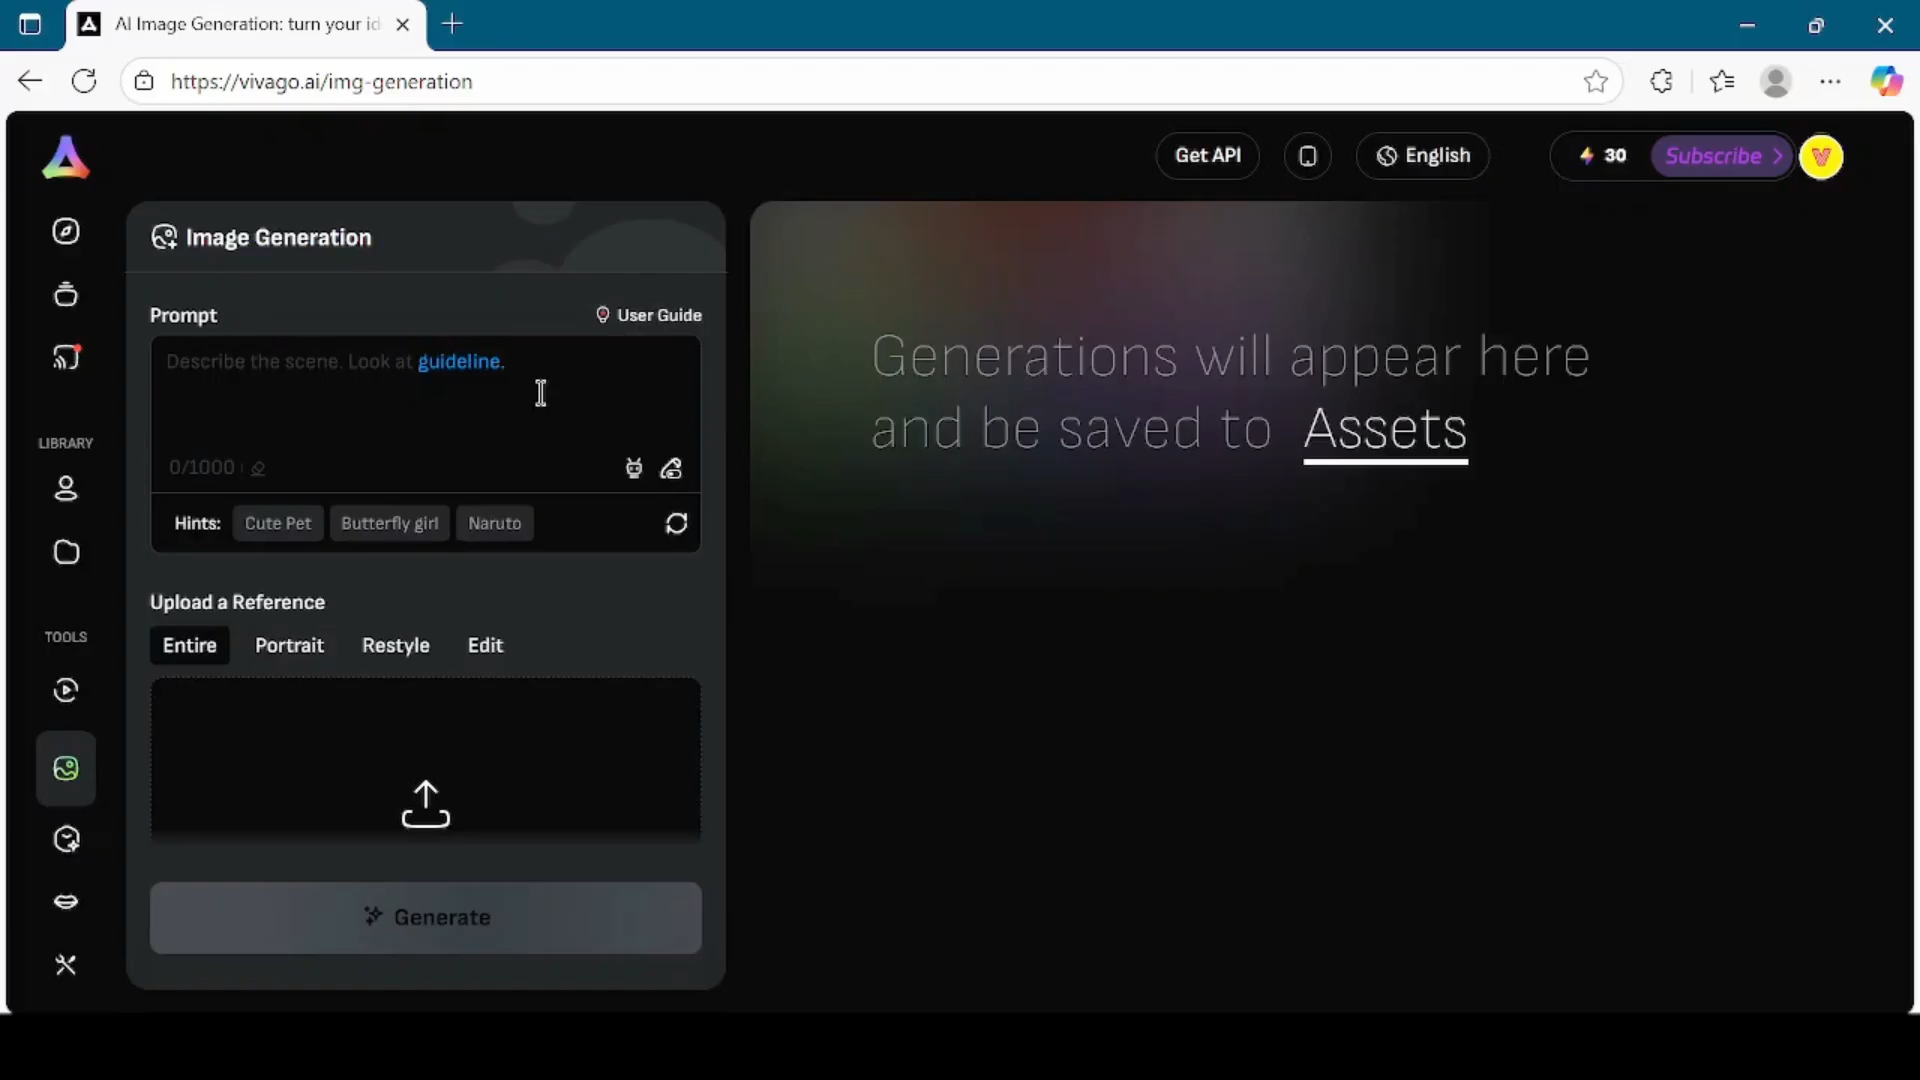 AI Image Generation: turn your id
https://vivago.ai/img-generation
Get API
English
30
Subscribe >
Image Generation
Prompt
User Guide
Describe the scene. Look at guideline.
0/1000
Hints: Cute Pet Butterfly girl Naruto
LIBRARY
Upload a Reference
TOOLS
Entire Portrait Restyle Edit
Generate
Generations will appear here
and be saved to Assets